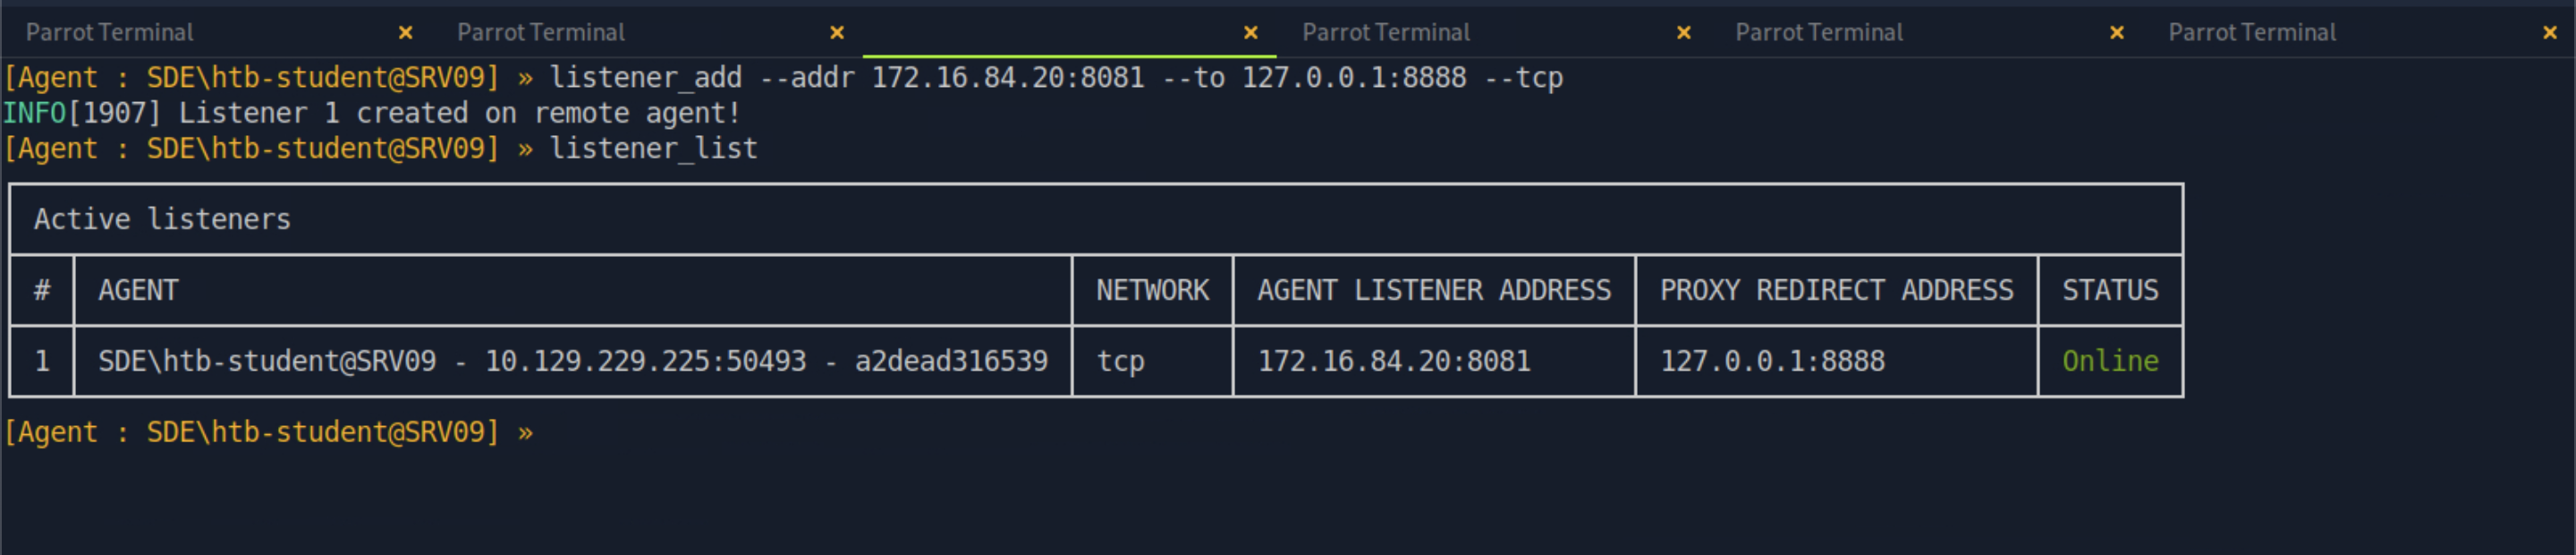 Parrot Terminal × Parrot Terminal × × Parrot Terminal × Parrot Terminal × Parrot Terminal ×
[Agent : SDE\htb-student@SRV09] » listener_add --addr 172.16.84.20:8081 --to 127.0.0.1:8888 --tcp
INFO[1907] Listener 1 created on remote agent!
[Agent : SDE\htb-student@SRV09] » listener_list
Active listeners
# AGENT NETWORK AGENT LISTENER ADDRESS PROXY REDIRECT ADDRESS STATUS
1 SDE\htb-student@SRV09 - 10.129.229.225:50493 - a2dead316539 tcp 172.16.84.20:8081 127.0.0.1:8888 Online
[Agent : SDE\htb-student@SRV09] »